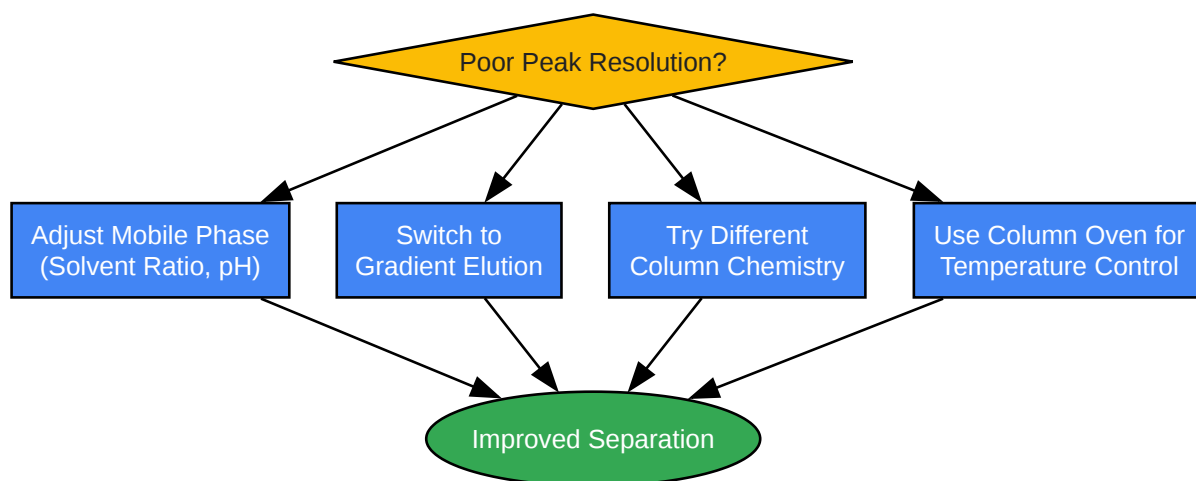 Poor Peak Resolution?
Adjust Mobile Phase
(Solvent Ratio, pH)
Switch to
Gradient Elution
Try Different
Column Chemistry
Use Column Oven for
Temperature Control
Improved Separation